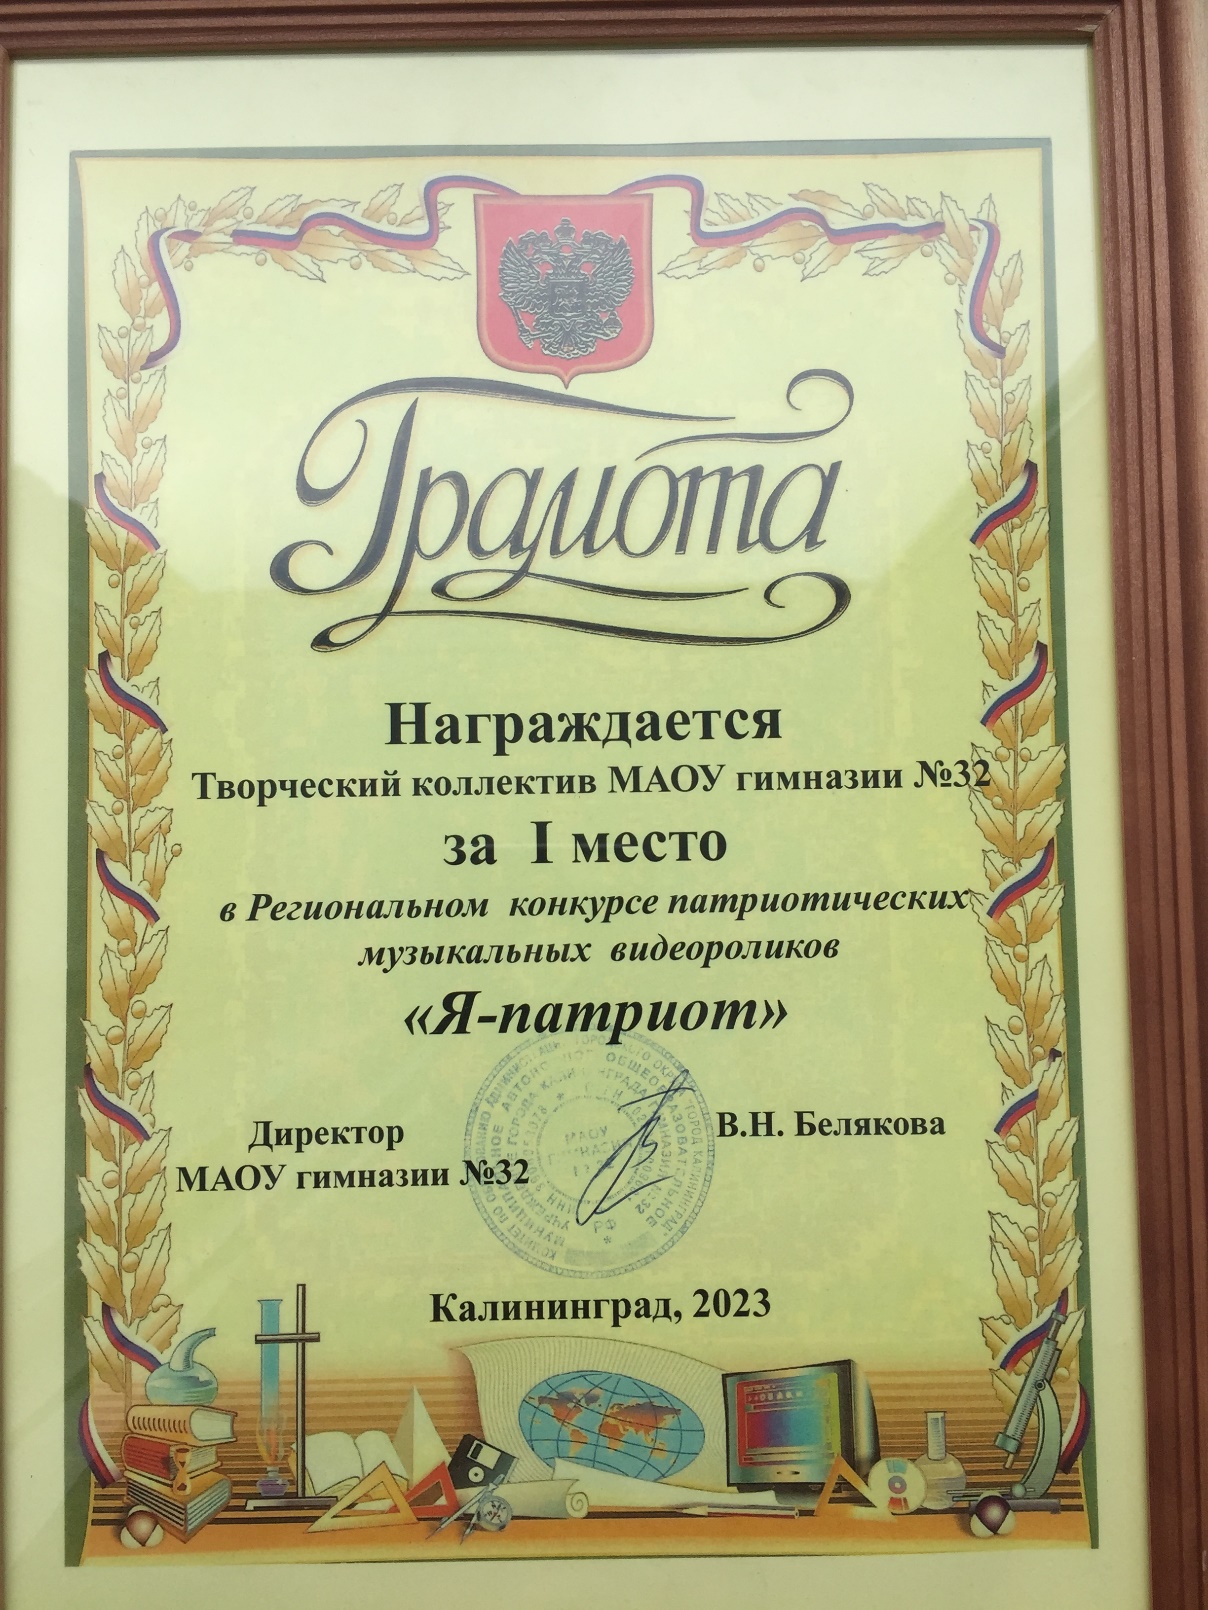 Грамота
Награждается
Творческий коллектив МАОУ гимназии №32
за I место
в Региональном конкурсе патриотических
музыкальных видеороликов
«Я-патриот»
Директор
МАОУ гимназии №32
В.Н. Белякова
Калининград, 2023